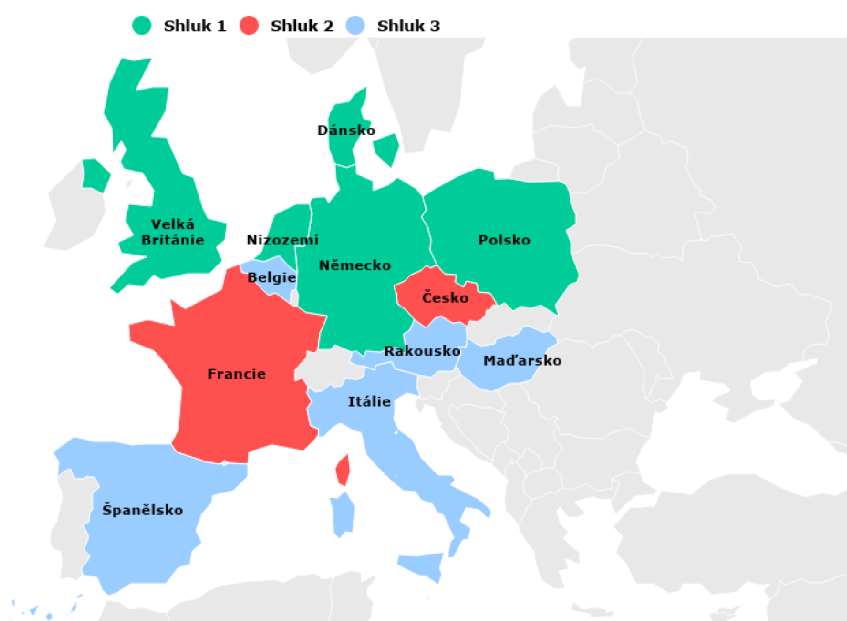 Shluk 1 Shluk 2 Shluk 3
Dánsko
Velká
Británie
Nizozemí
Polsko
Německo
Belgie
Česko
Rakousko
Maďarsko
Francie
Itálie
Španělsko